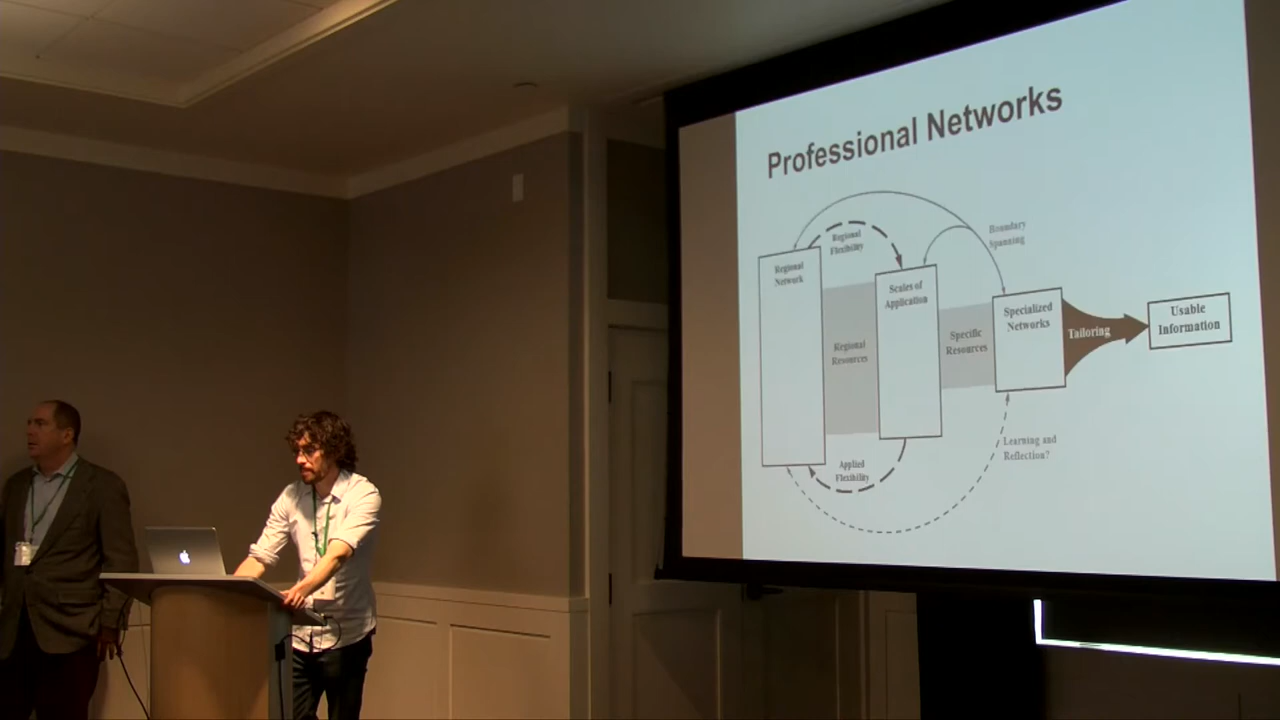 Professional Networks
Boundary
Spanning
Regional
Flexibility
Regional
Network
Scales of
Application
Specialized
Networks
Usable
Information
Tailoring
Regional
Resources
Specific
Resources
Learning and
Reflection?
Applied
Flexibility